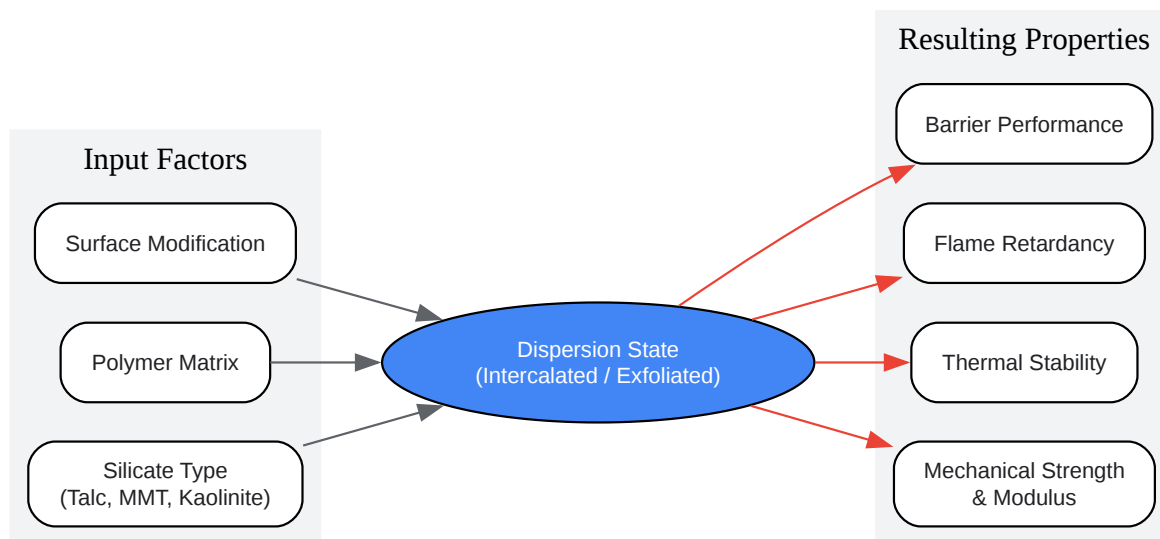 Input Factors
Surface Modification
Polymer Matrix
Silicate Type
(Talc, MMT, Kaolinite)
Dispersion State
(Intercalated / Exfoliated)
Resulting Properties
Barrier Performance
Flame Retardancy
Thermal Stability
Mechanical Strength
& Modulus